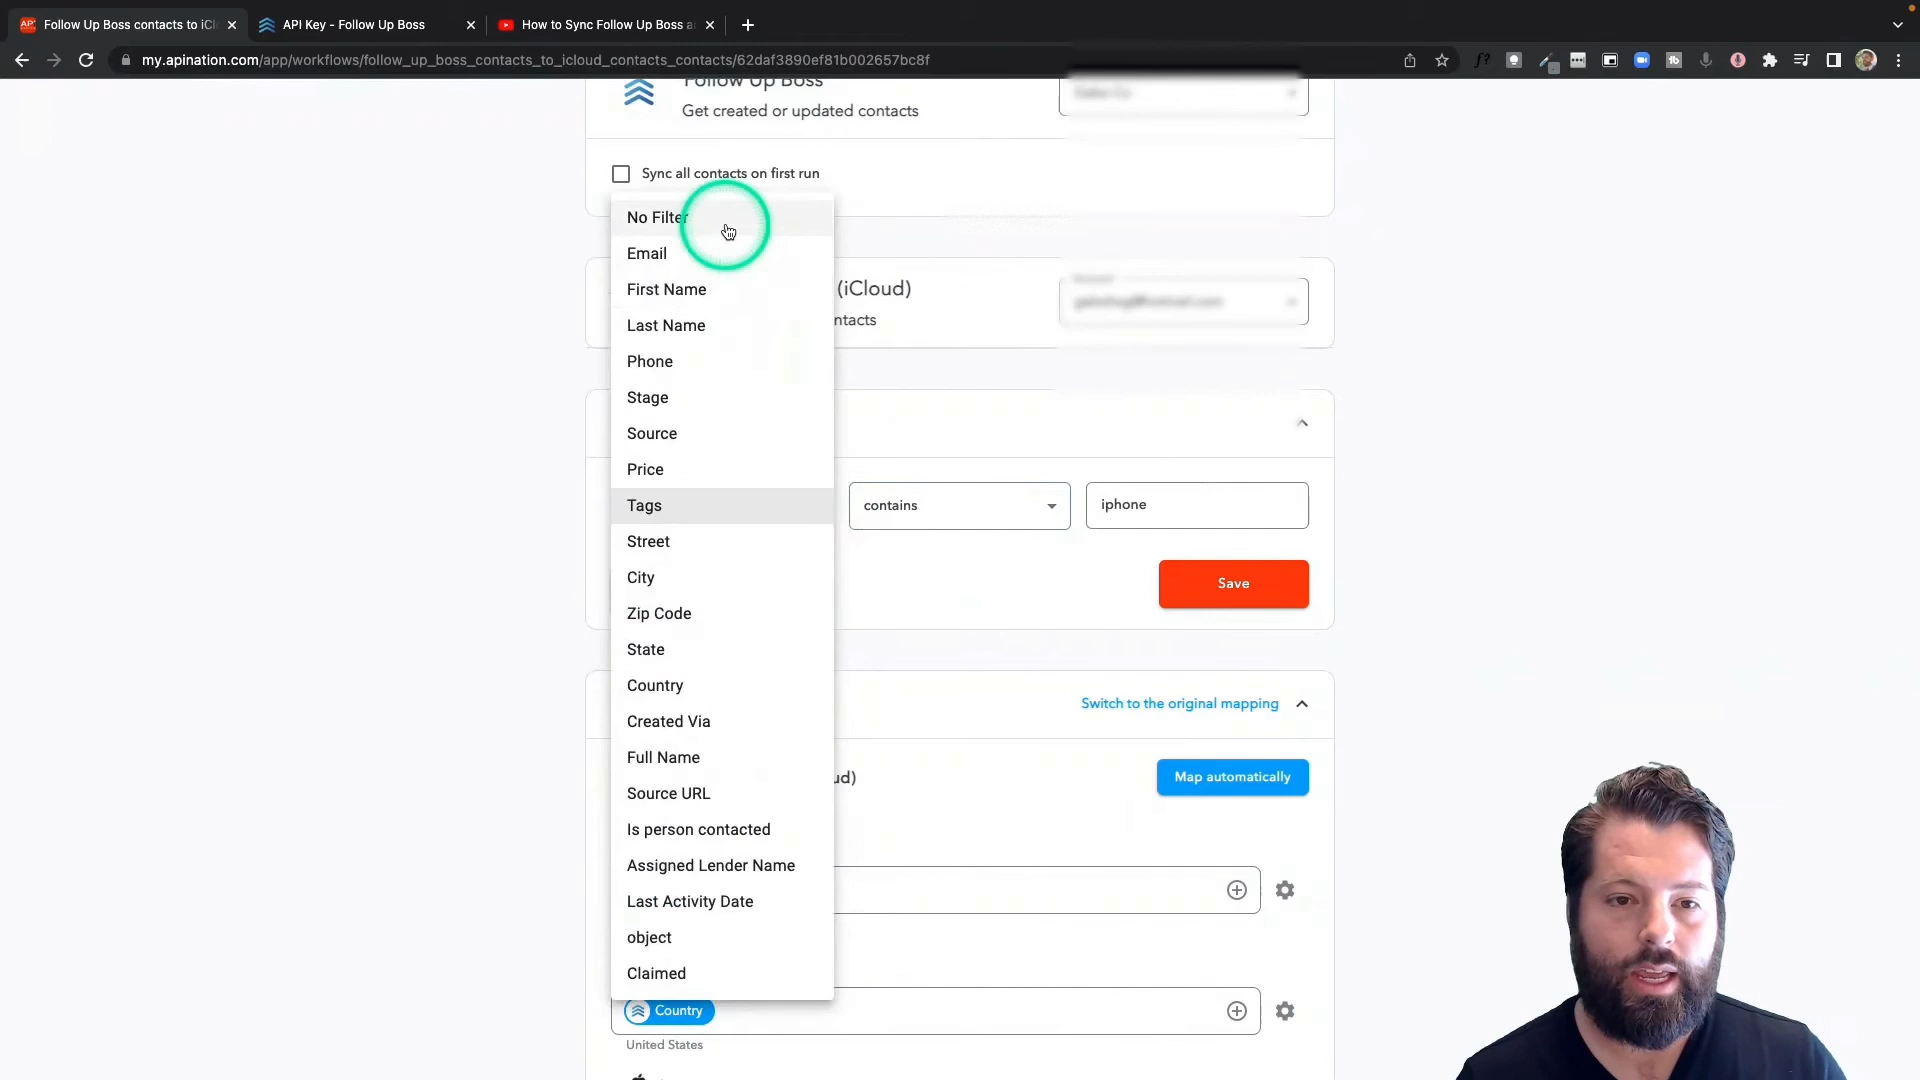 Follow Up Boss contacts to iCl
API Key - Follow Up Boss
How to Sync Follow Up Boss a
my.apination.com/app/workflows/follow_up_boss_contacts_to_icloud_contacts_contacts/62daf3890ef81b002657bc8f
Follow Up Boss
Get created or updated contacts
Sync all contacts on first run
No Filter
Email
First Name
(iCloud)
ntacts
Last Name
Phone
Stage
Source
Price
Tags
contains
iphone
Street
City
Save
Zip Code
State
Country
Switch to the original mapping
Created Via
Full Name
ud)
Map automatically
Source URL
Is person contacted
Assigned Lender Name
Last Activity Date
object
Claimed
Country
United States